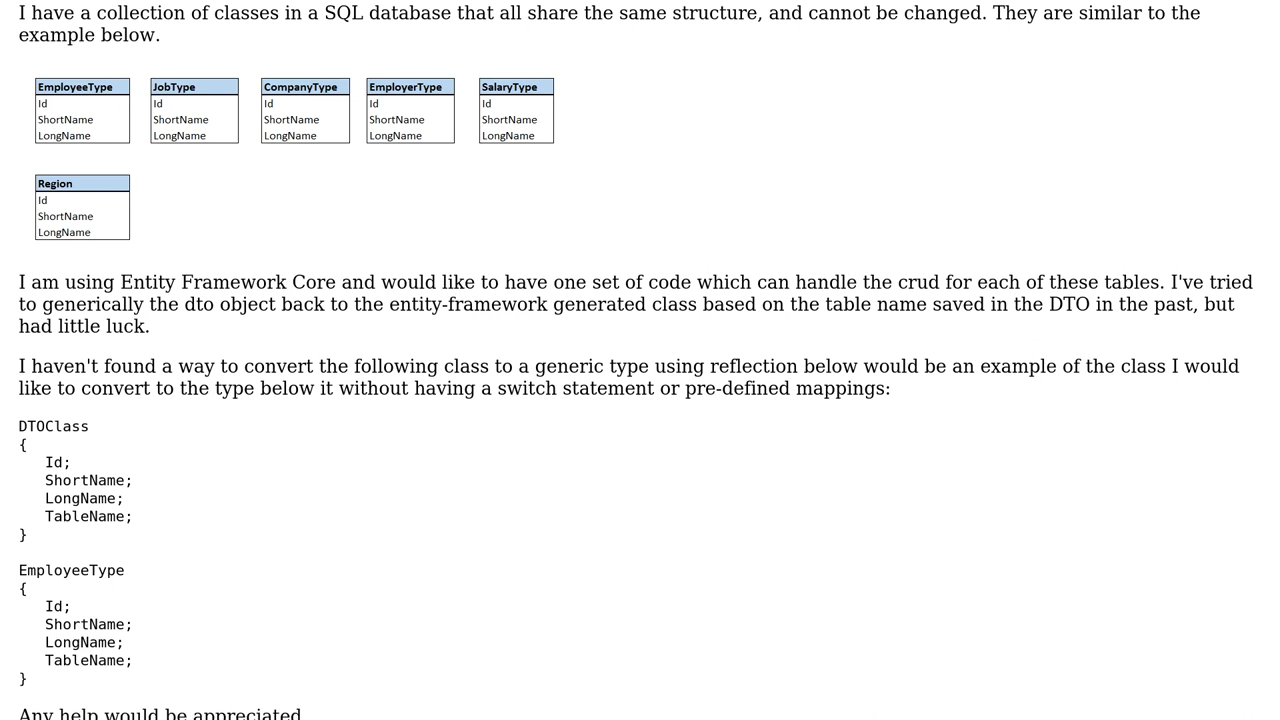 I have a collection of classes in a SQL database that all share the same structure, and cannot be changed. They are similar to the
example below.
EmployeeType JobType CompanyType EmployerType SalaryType
Id Id Id Id Id
ShortName ShortName ShortName ShortName ShortName
LongName LongName LongName LongName LongName
Region
Id
ShortName
LongName
I am using Entity Framework Core and would like to have one set of code which can handle the crud for each of these tables. I've tried
to generically the dto object back to the entity-framework generated class based on the table name saved in the DTO in the past, but
had little luck.
I haven't found a way to convert the following class to a generic type using reflection below would be an example of the class I would
like to convert to the type below it without having a switch statement or pre-defined mappings:
DTOClass
{
Id;
ShortName;
LongName;
TableName;
}
EmployeeType
{
Id;
ShortName;
LongName;
TableName;
}
Any help would be appreciated